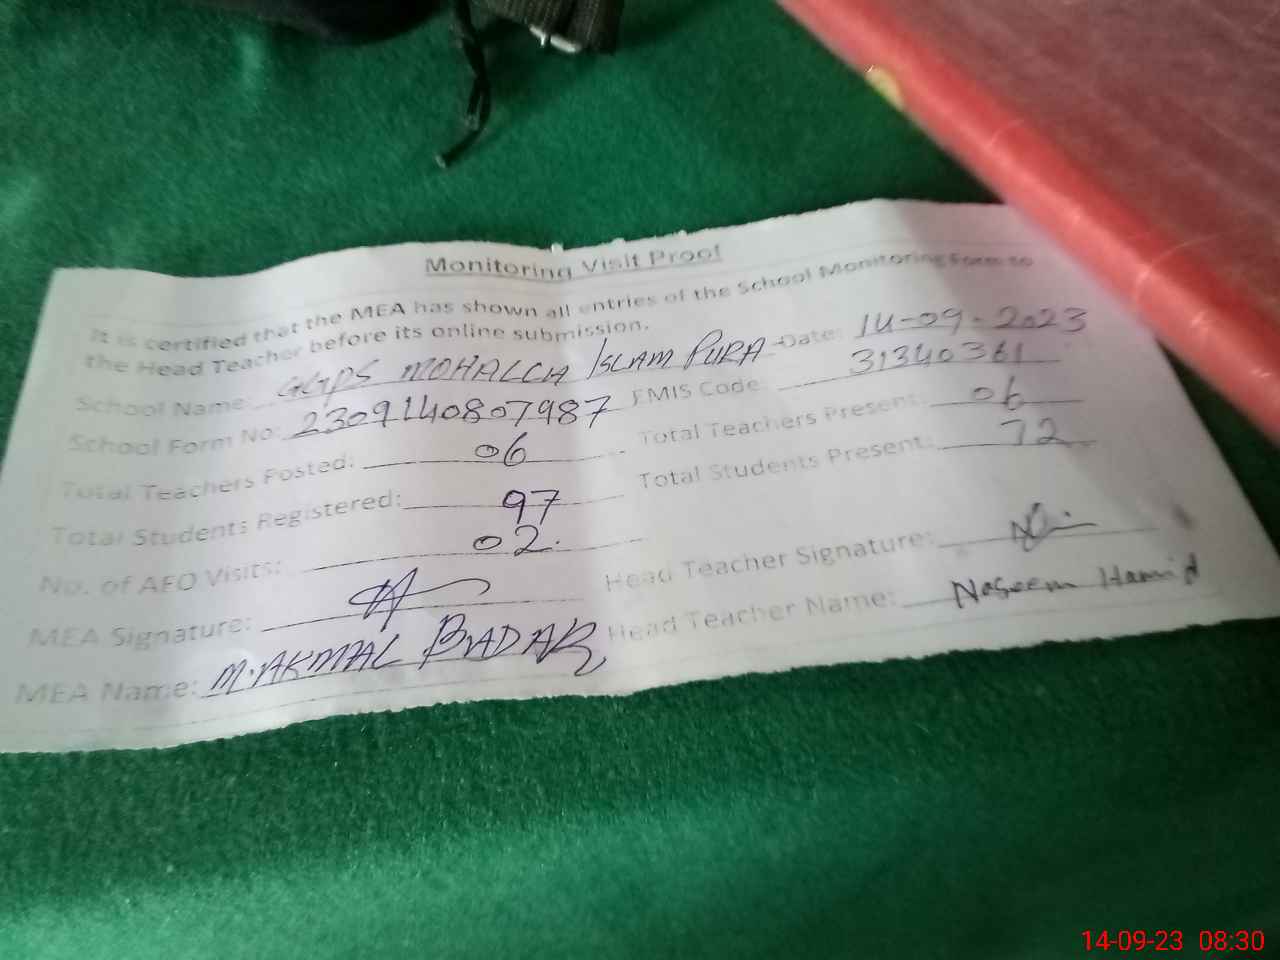 Monitoring Visit Proof
It is certified that the MEA has shown all entries of the School Monitoring Form to
the Head Teacher before its online submission.
School Name: GGPS MOHALLA ISLAM PURA Date: 14-09-2023
School Form No: 2309140807987 EMIS Code: 31340361
Total Teachers Posted: 06 Total Teachers Present: 06
Total Students Registered: 97 Total Students Present: 72
No. of AEO Visits: 02
MEA Signature: Head Teacher Signature:
MEA Name: M. AKMAL BADAR Head Teacher Name: Naseem Hamid
14-09-23 08:30